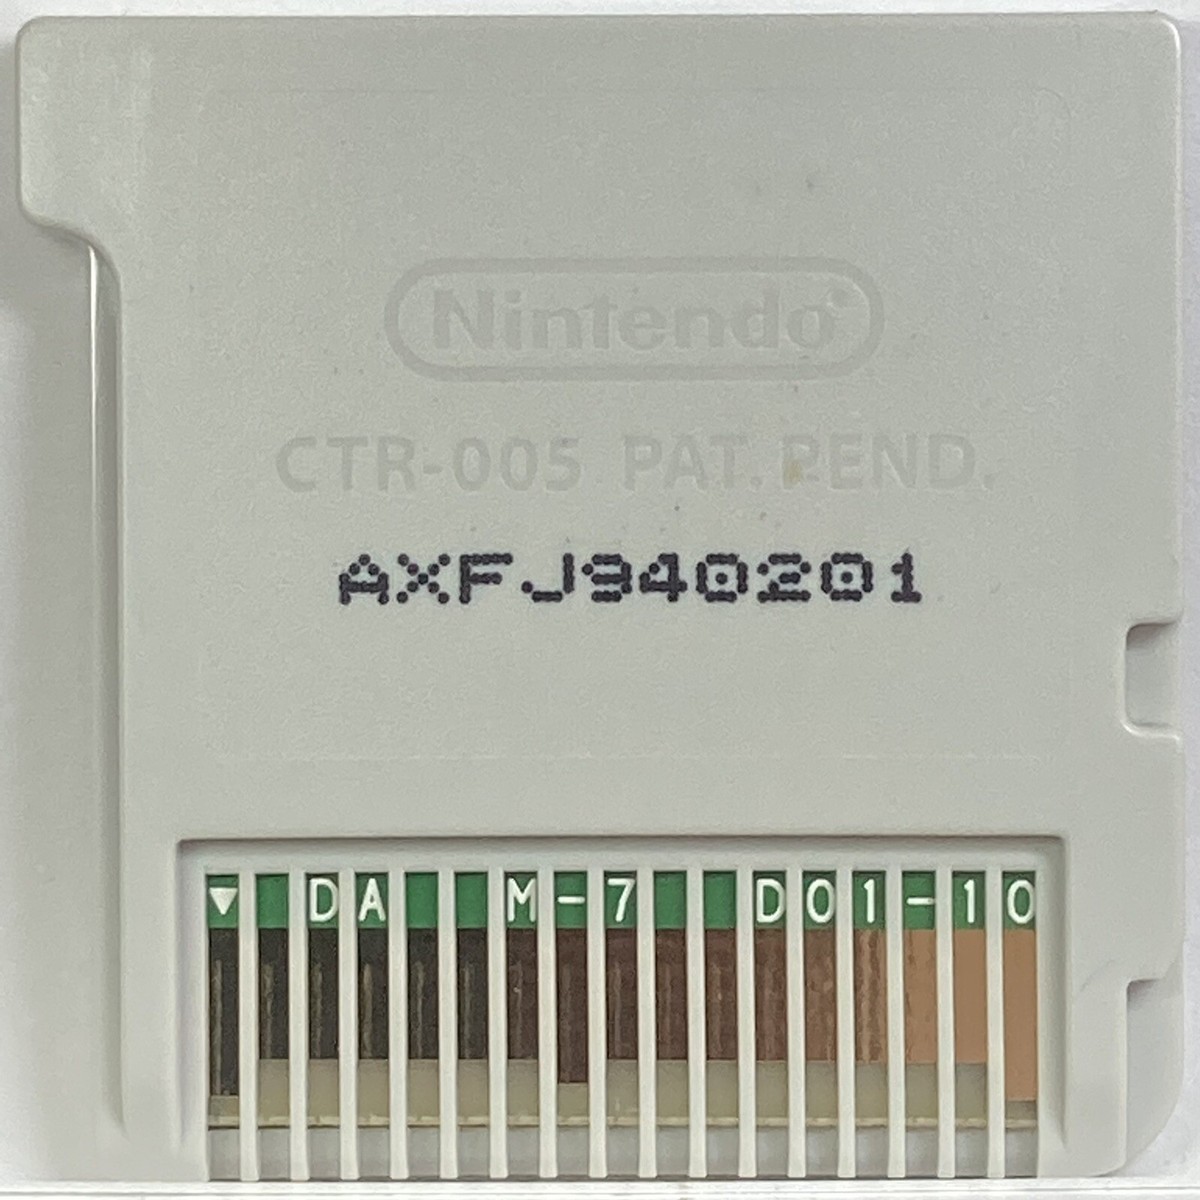 Nintendo
CTR-005 PAT. PEND.
AXFJ940201
▼ DA M-7 D01-10